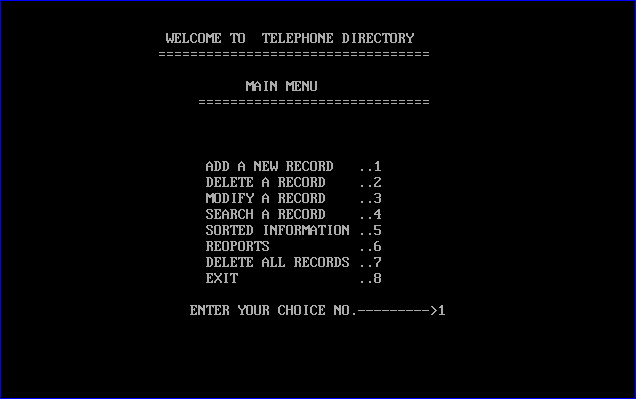 WELCOME TO  TELEPHONE DIRECTORY
==================================
MAIN MENU
=============================
ADD A NEW RECORD   ..1
DELETE A RECORD    ..2
MODIFY A RECORD    ..3
SEARCH A RECORD    ..4
SORTED INFORMATION ..5
REOPORTS           ..6
DELETE ALL RECORDS ..7
EXIT               ..8
ENTER YOUR CHOICE NO.--------->1